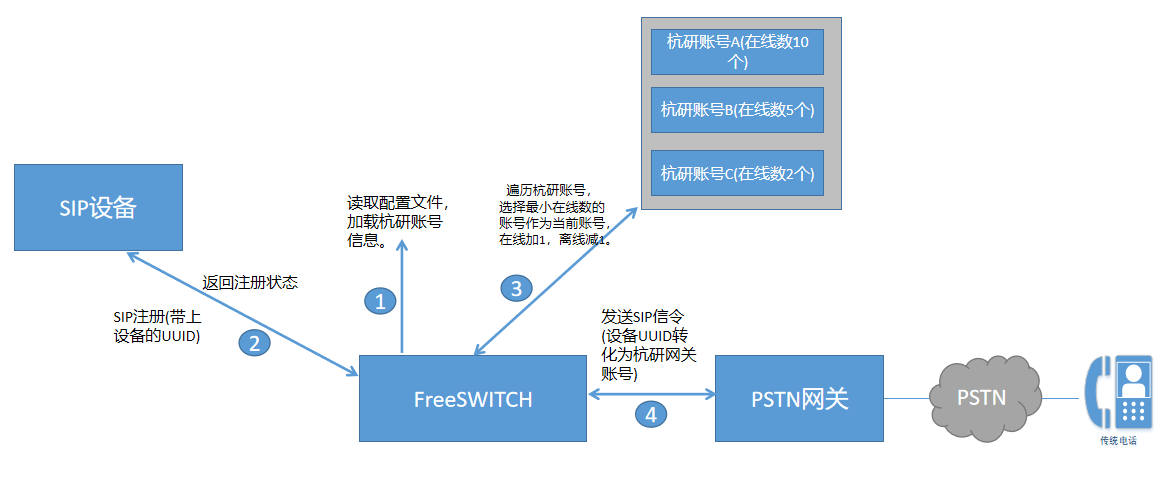 杭研账号A(在线数10
个)
杭研账号B(在线数5个)
杭研账号C(在线数2个)
SIP设备
读取配置文件，
加载杭研账号
信息。
遍历杭研账号，
选择最小在线数的
账号作为当前账号，
在线加1，离线减1。
返回注册状态
SIP注册(带上
设备的UUID)
1
2
3
发送SIP信令
(设备UUID转
化为杭研网关
账号)
4
FreeSWITCH
PSTN网关
PSTN
传统电话